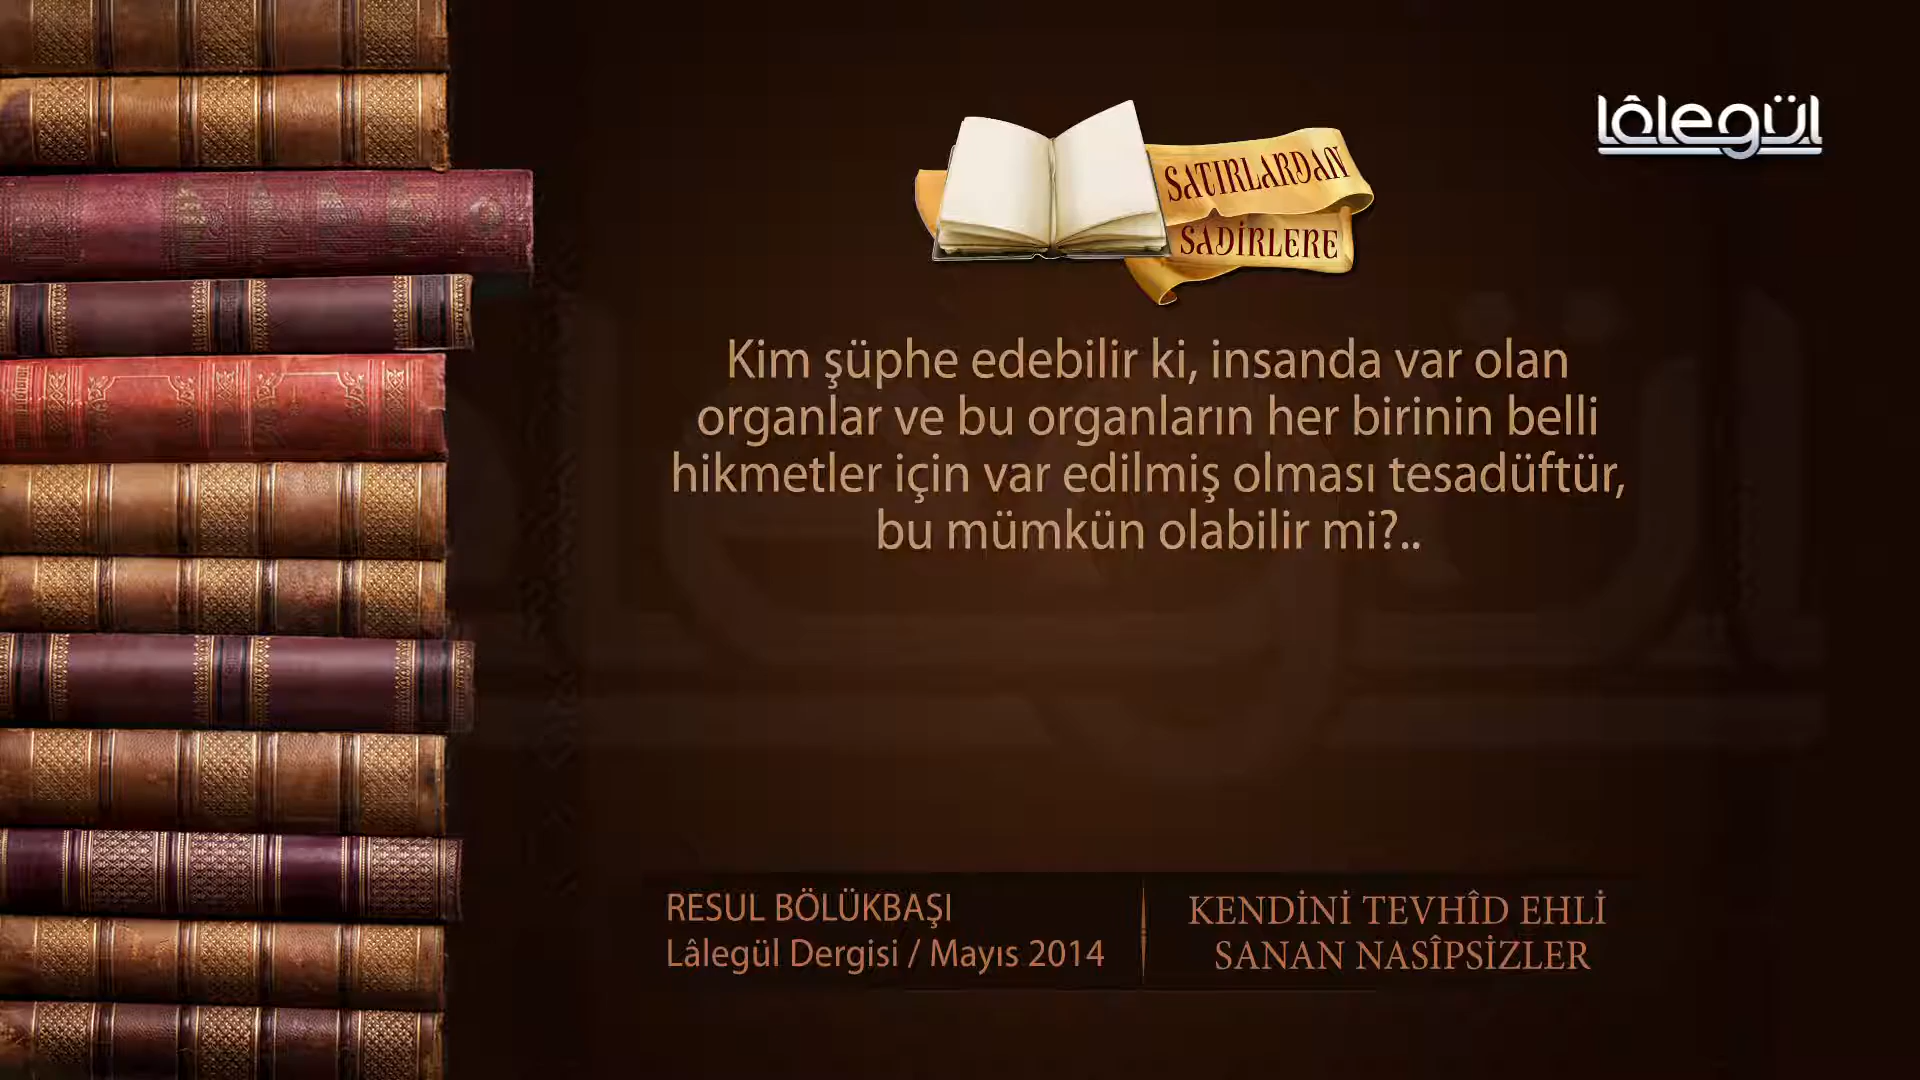 lâlegül
SATIRLARDAN
SADİRLERE
Kim şüphe edebilir ki, insanda var olan
organlar ve bu organların her birinin belli
hikmetler için var edilmiş olması tesadüftür,
bu mümkün olabilir mi?..
RESUL BÖLÜKBAŞI
Lâlegül Dergisi / Mayıs 2014
KENDİNİ TEVHÎD EHLİ
SANAN NASÎPSİZLER